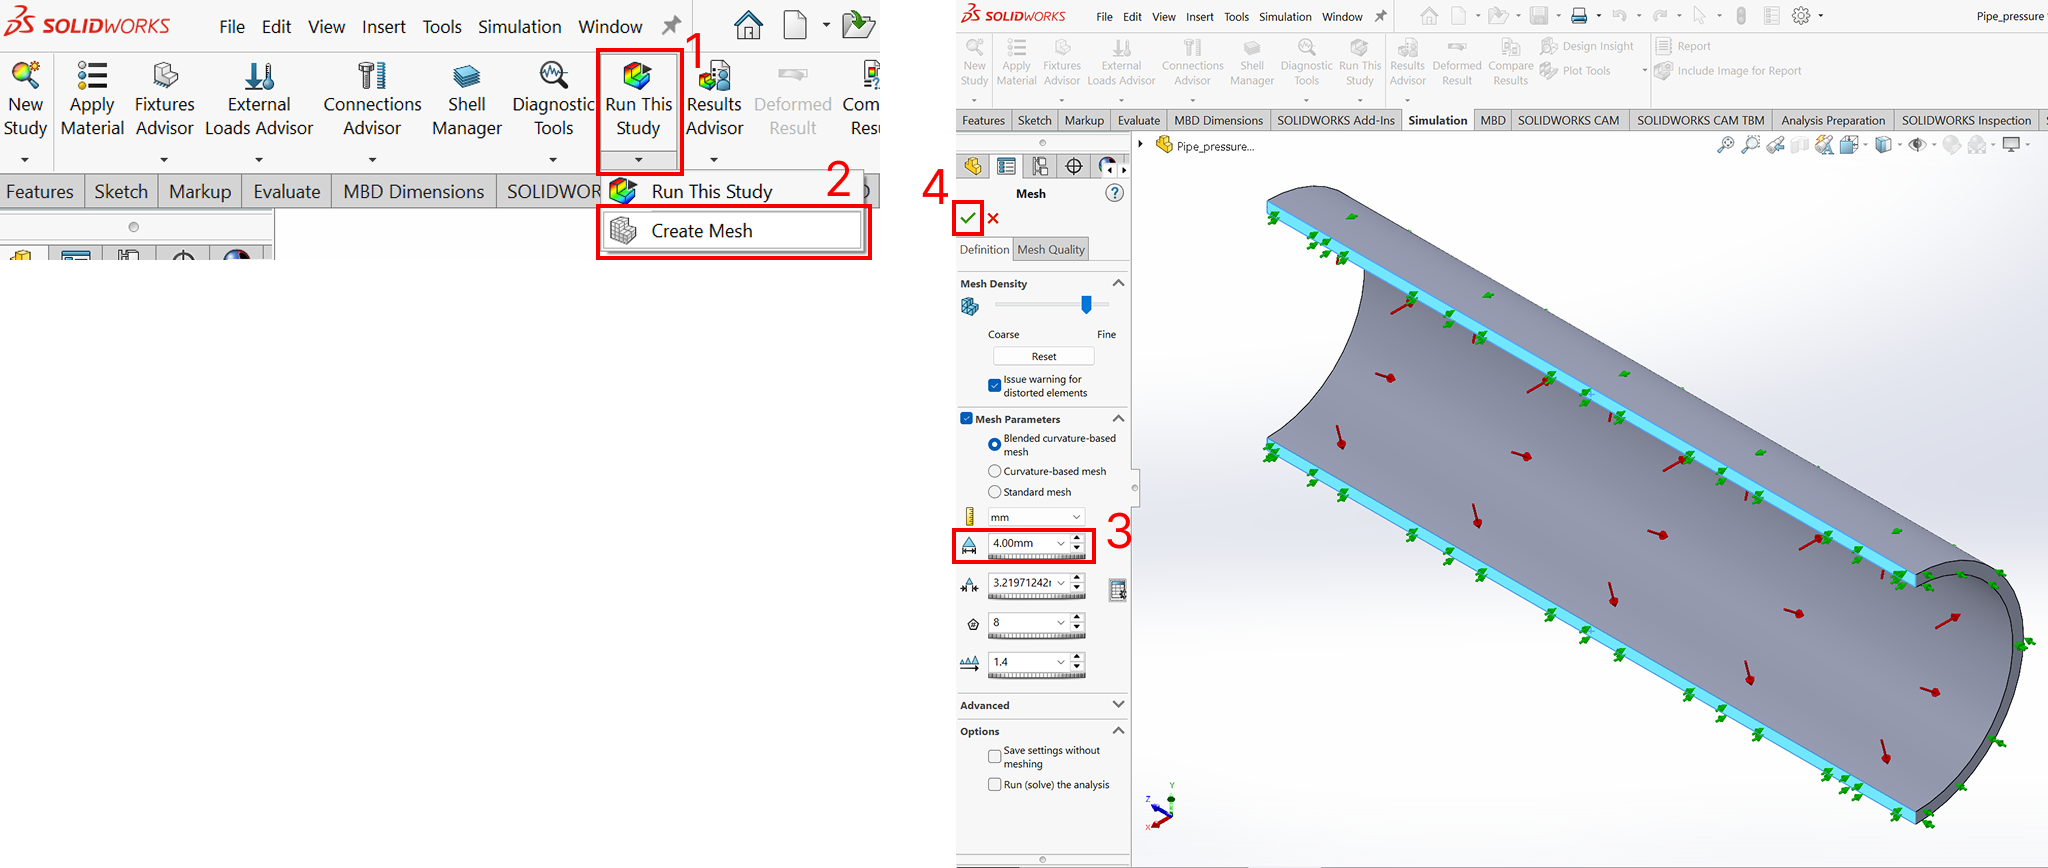 SOLIDWORKS File Edit View Insert Tools Simulation Window
1
New Study
Apply Material
Fixtures Advisor
External Loads Advisor
Connections Advisor
Shell Manager
Diagnostic Tools
Run This Study
Results Advisor
Deformed Result
Com Resu
Features Sketch Markup Evaluate MBD Dimensions SOLIDWOR
Run This Study
2
Create Mesh
SOLIDWORKS File Edit View Insert Tools Simulation Window
Pipe_pressure
New Study
Apply Material
Fixtures Advisor
External Loads Advisor
Connections Advisor
Shell Manager
Diagnostic Tools
Run This Study
Results Advisor
Deformed Result
Compare Results
Design Insight
Plot Tools
Report
Include Image for Report
Features Sketch Markup Evaluate MBD Dimensions SOLIDWORKS Add-Ins Simulation MBD SOLIDWORKS CAM SOLIDWORKS CAM TBM Analysis Preparation SOLIDWORKS Inspection
Pipe_pressure...
4
Mesh
?
Definition Mesh Quality
Mesh Density
Coarse Fine
Reset
Issue warning for
distorted elements
Mesh Parameters
Blended curvature-based
mesh
Curvature-based mesh
Standard mesh
mm
4.00mm
3
3.21971242r
8
1.4
Advanced
Options
Save settings without
meshing
Run (solve) the analysis
Y
Z
X